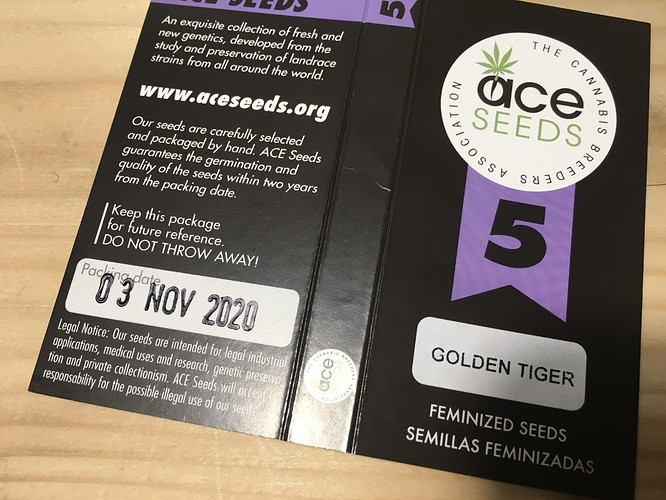 ACE SEEDS
An exquisite collection of fresh and
new genetics, developed from the
study and preservation of landrace
strains from all around the world.
www.aceseeds.org
Our seeds are carefully selected
and packaged by hand. ACE Seeds
guarantees the germination and
quality of the seeds within two years
from the packing date.
Keep this package
for future reference.
DO NOT THROW AWAY!
Packing date
03 NOV 2020
Legal Notice: Our seeds are intended for legal industrial
applications, medical uses and research, genetic preserva-
tion and private collectionism. ACE Seeds will accept
responsibility for the possible illegal use of our seeds
5
ace
SEEDS
THE CANNABIS BREEDERS ASSOCIATION
ace
SEEDS
5
GOLDEN TIGER
FEMINIZED SEEDS
SEMILLAS FEMINIZADAS